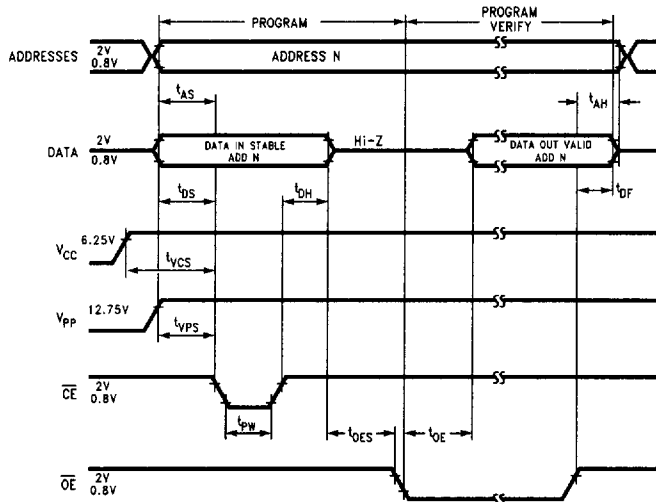 PROGRAM
PROGRAM
VERIFY
ADDRESSES
2V
0.8V
ADDRESS N
tAS
tAH
DATA
2V
0.8V
DATA IN STABLE
ADD N
Hi-Z
DATA OUT VALID
ADD N
tDS
tDH
tDF
VCC
6.25V
tVCS
VPP
12.75V
tVPS
CE
2V
0.8V
tPW
tOES
tOE
OE
2V
0.8V